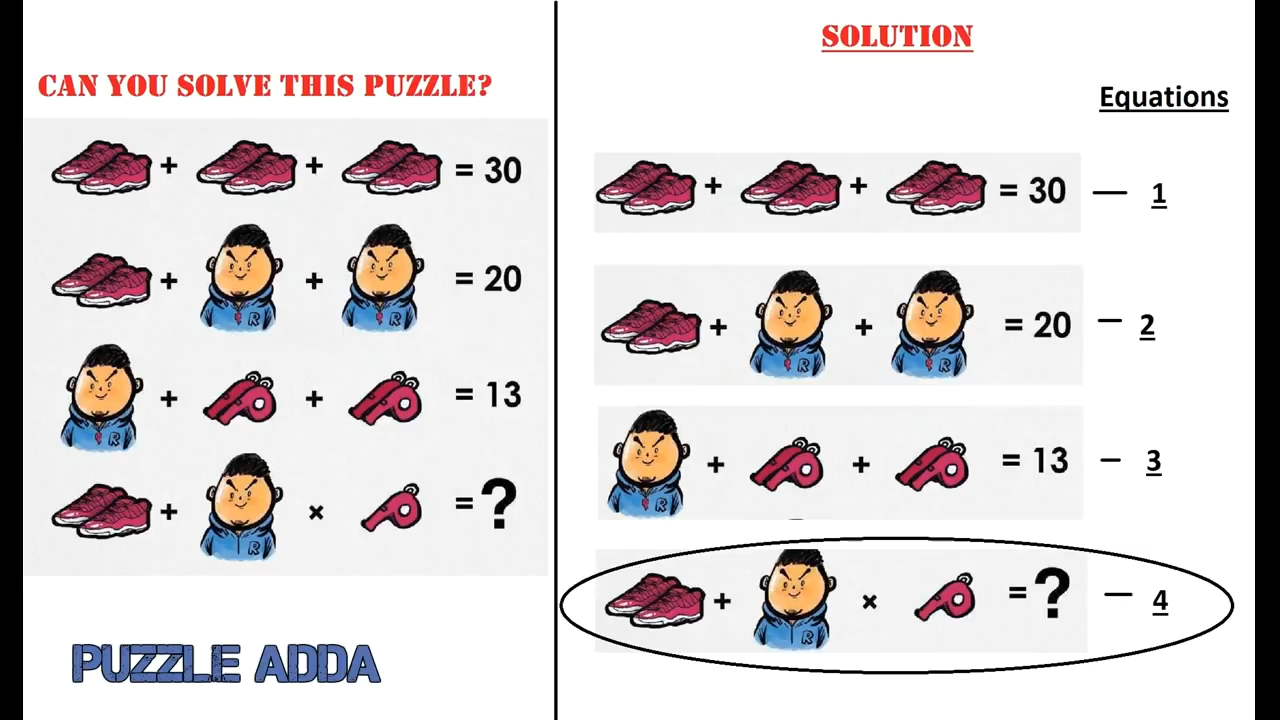 CAN YOU SOLVE THIS PUZZLE?
+ + = 30
+ + = 20
R R
+ + = 13
R
+ × = ?
R
PUZZLE ADDA
SOLUTION
Equations
+ + = 30 — 1
+ + = 20 — 2
R R
+ + = 13 — 3
R
+ × = ? — 4
R